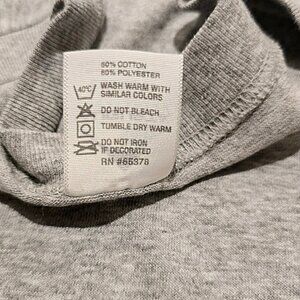 50% COTTON
50% POLYESTER
40°C
WASH WARM WITH
SIMILAR COLORS
DO NOT BLEACH
TUMBLE DRY WARM
DO NOT IRON
IF DECORATED
RN #65378